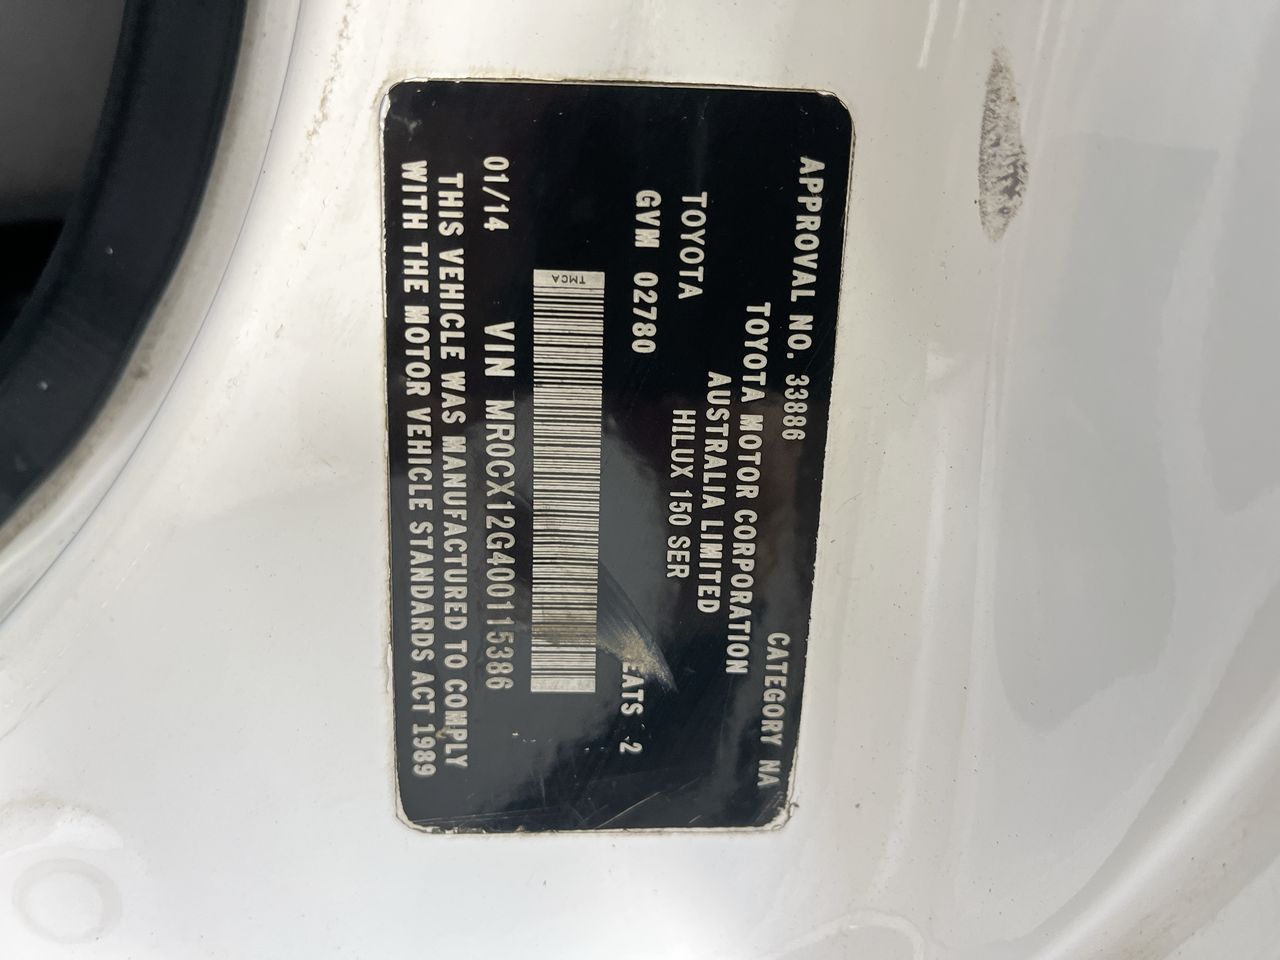 APPROVAL NO. 33886 CATEGORY NA
TOYOTA MOTOR CORPORATION
AUSTRALIA LIMITED
TOYOTA HILUX 150 SER
GVM 02780 EATS 2
TMCA
01/14 VIN MR0CX12G400115386
THIS VEHICLE WAS MANUFACTURED TO COMPLY
WITH THE MOTOR VEHICLE STANDARDS ACT 1989